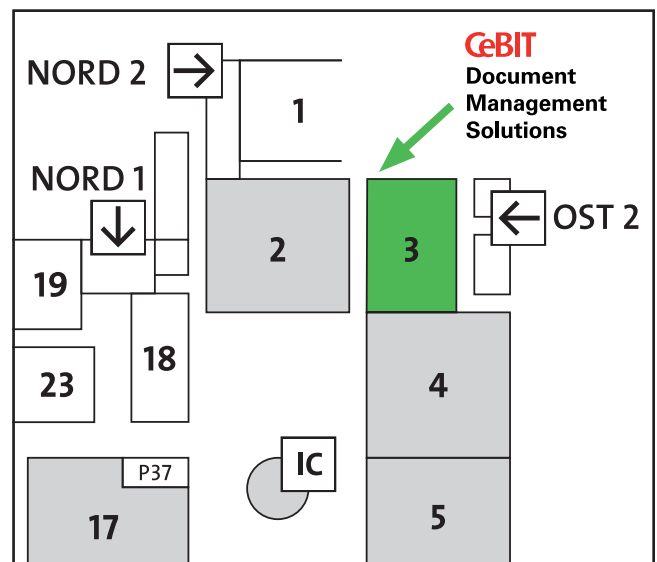 CeBIT
Document
Management
Solutions
NORD 2
1
NORD 1
OST 2
2
3
19
18
23
4
IC
P37
17
5